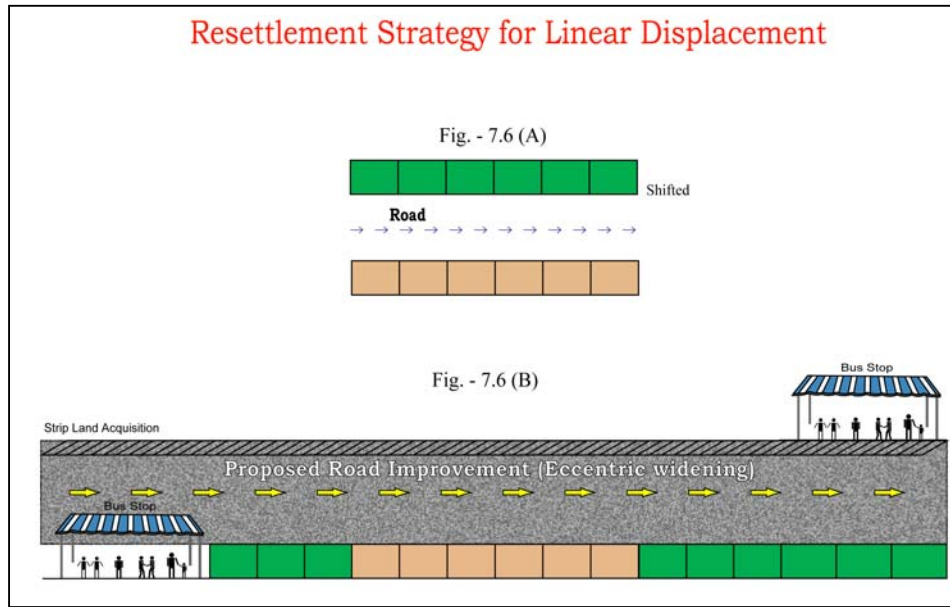 Resettlement Strategy for Linear Displacement
Fig. - 7.6 (A)
Shifted
Road
Fig. - 7.6 (B)
Bus Stop
Strip Land Acquisition
Proposed Road Improvement (Eccentric widening)
Bus Stop